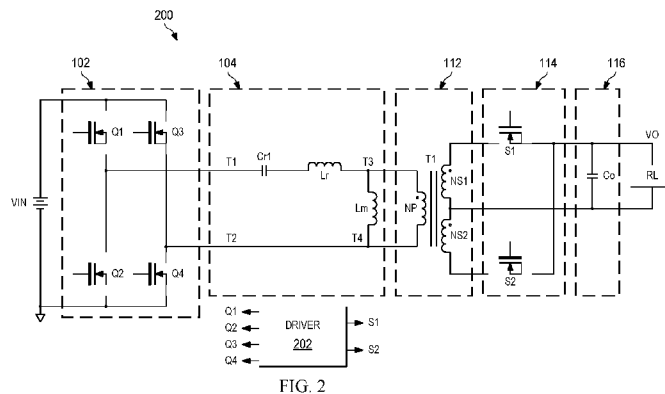 200
102
104
112
114
116
Q1
Q3
T1
Cr1
Lr
T3
T1
S1
VO
VIN
Lm
NP
NS1
NS2
Co
RL
T2
T4
Q2
Q4
S2
Q1
Q2
Q3
Q4
DRIVER
202
S1
S2
FIG. 2